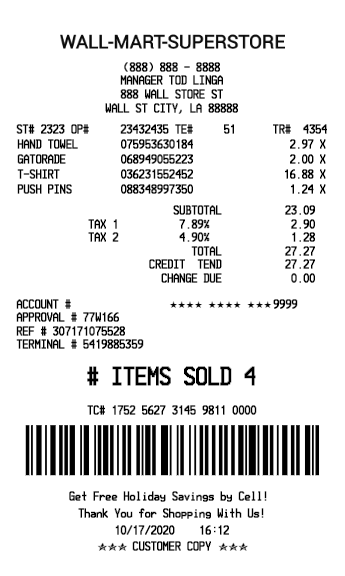 WALL-MART-SUPERSTORE
(888) 888 - 8888
MANAGER TOD LINGA
888 WALL STORE ST
WALL ST CITY, LA 88888
ST# 2323 OP# 23432435 TE# 51 TR# 4354
HAND TOWEL 075953630184 2.97 X
GATORADE 068949055223 2.00 X
T-SHIRT 036231552452 16.88 X
PUSH PINS 088348997350 1.24 X
SUBTOTAL 23.09
TAX 1 7.89% 2.90
TAX 2 4.90% 1.28
TOTAL 27.27
CREDIT TEND 27.27
CHANGE DUE 0.00
ACCOUNT # **** **** ***9999
APPROVAL # 77W166
REF # 307171075528
TERMINAL # 5419885359
# ITEMS SOLD 4
TC# 1752 5627 3145 9811 0000
Get Free Holiday Savings by Cell!
Thank You for Shopping With Us!
10/17/2020 16:12
*** CUSTOMER COPY ***